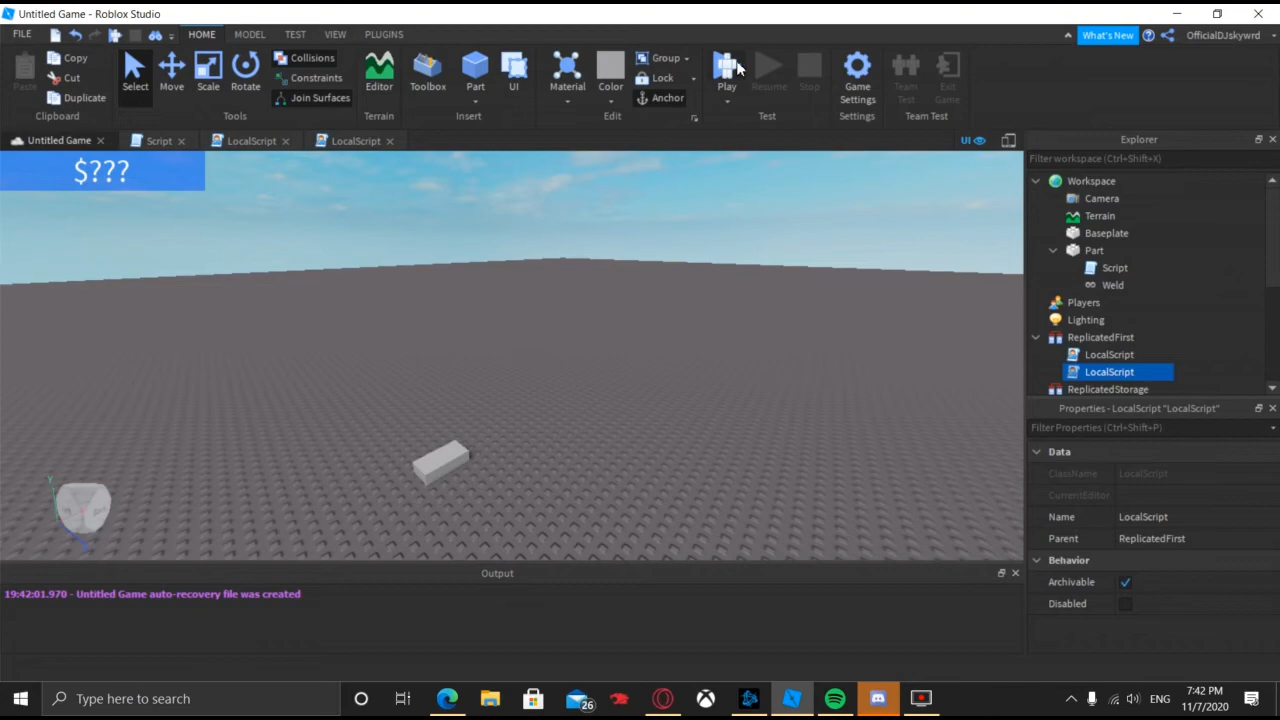 Untitled Game - Roblox Studio
FILE HOME MODEL TEST VIEW PLUGINS What's New OfficialDJskywrd
Paste Copy Cut Duplicate Clipboard
Select Move Scale Rotate Collisions Constraints Join Surfaces Tools
Editor Terrain
Toolbox Part UI Insert
Material Color Group Lock Anchor Edit
Play Resume Stop Test
Game Settings Settings
Team Test Exit Game Team Test
Untitled Game Script LocalScript LocalScript UI
$???
Explorer
Filter workspace (Ctrl+Shift+X)
Workspace
Camera
Terrain
Baseplate
Part
Script
Weld
Players
Lighting
ReplicatedFirst
LocalScript
LocalScript
ReplicatedStorage
Properties - LocalScript "LocalScript"
Filter Properties (Ctrl+Shift+P)
Data
ClassName LocalScript
CurrentEditor
Name LocalScript
Parent ReplicatedFirst
Behavior
Archivable
Disabled
Output
19:42:01.970 - Untitled Game auto-recovery file was created
Type here to search
26
ENG
7:42 PM
11/7/2020